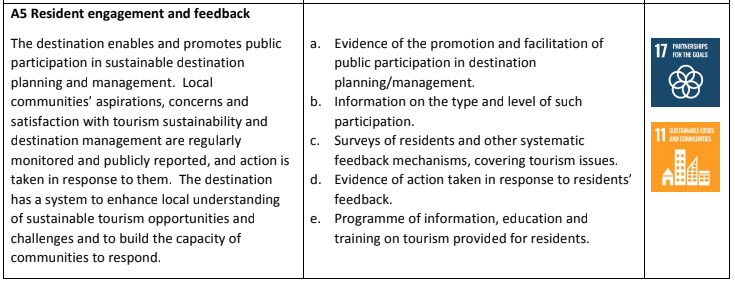 A5 Resident engagement and feedback
The destination enables and promotes public
participation in sustainable destination
planning and management.  Local
communities’ aspirations, concerns and
satisfaction with tourism sustainability and
destination management are regularly
monitored and publicly reported, and action is
taken in response to them.  The destination
has a system to enhance local understanding
of sustainable tourism opportunities and
challenges and to build the capacity of
communities to respond.
a. Evidence of the promotion and facilitation of
public participation in destination
planning/management.
b. Information on the type and level of such
participation.
c. Surveys of residents and other systematic
feedback mechanisms, covering tourism issues.
d. Evidence of action taken in response to residents’
feedback.
e. Programme of information, education and
training on tourism provided for residents.
17 PARTNERSHIPS
FOR THE GOALS
11 SUSTAINABLE CITIES
AND COMMUNITIES